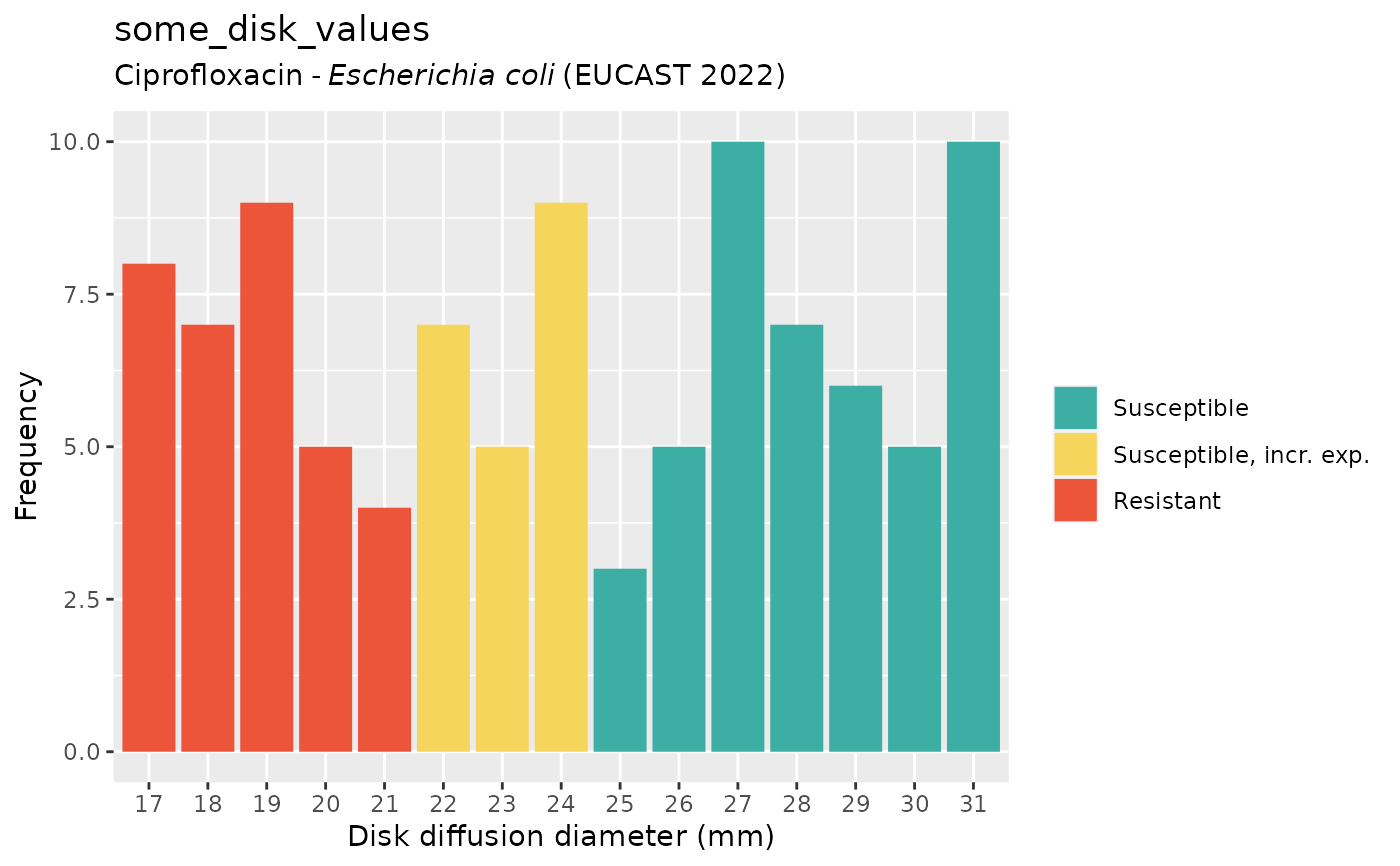 some_disk_values
Ciprofloxacin - Escherichia coli (EUCAST 2022)
Frequency
10.0
7.5
5.0
2.5
0.0
17 18 19 20 21 22 23 24 25 26 27 28 29 30 31
Disk diffusion diameter (mm)
Susceptible
Susceptible, incr. exp.
Resistant